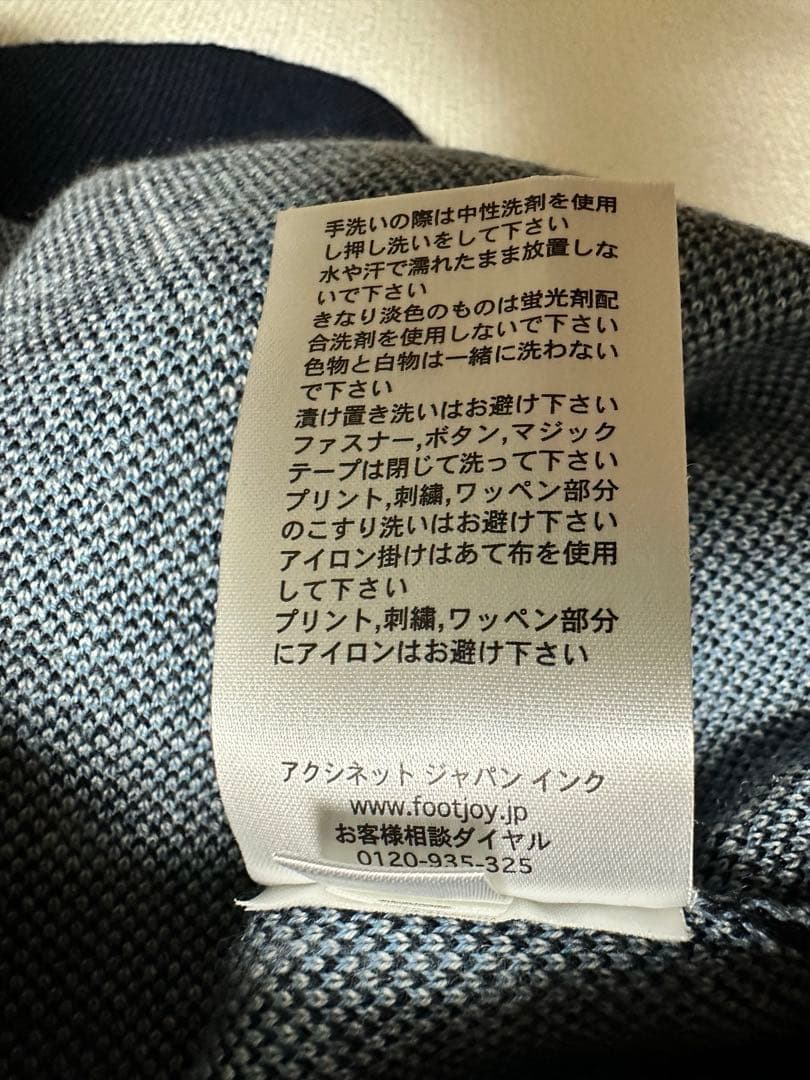 手洗いの際は中性洗剤を使用
し押し洗いをして下さい
水や汗で濡れたまま放置しな
いで下さい
きなり淡色のものは蛍光剤配
合洗剤を使用しないで下さい
色物と白物は一緒に洗わない
で下さい
漬け置き洗いはお避け下さい
ファスナー,ボタン,マジック
テープは閉じて洗って下さい
プリント,刺繍,ワッペン部分
のこすり洗いはお避け下さい
アイロン掛けはあて布を使用
して下さい
プリント,刺繍,ワッペン部分
にアイロンはお避け下さい
アクシネット ジャパン インク
www.footjoy.jp
お客様相談ダイヤル
0120-935-325